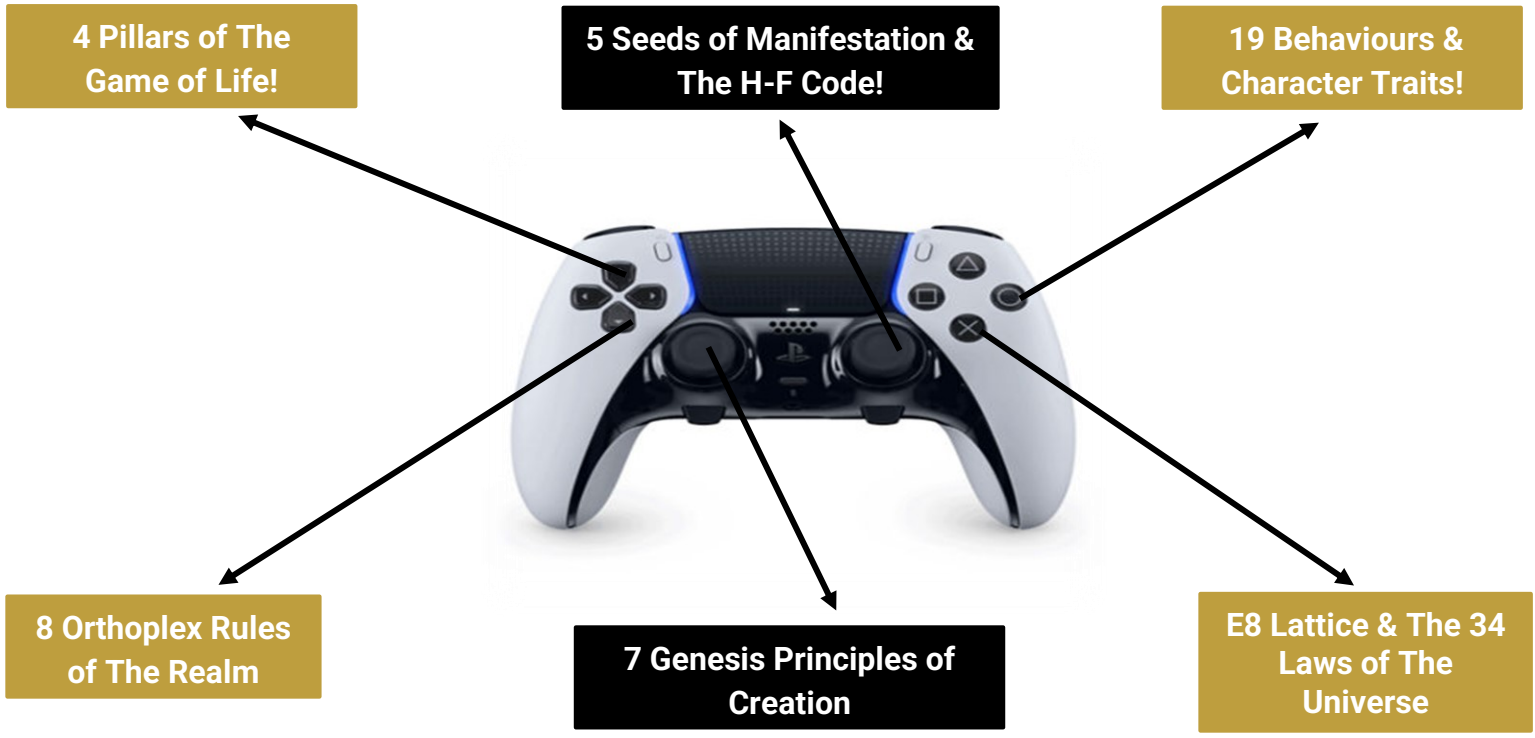 4 Pillars of The
Game of Life!
5 Seeds of Manifestation &
The H-F Code!
19 Behaviours &
Character Traits!
8 Orthoplex Rules
of The Realm
7 Genesis Principles of
Creation
E8 Lattice & The 34
Laws of The
Universe